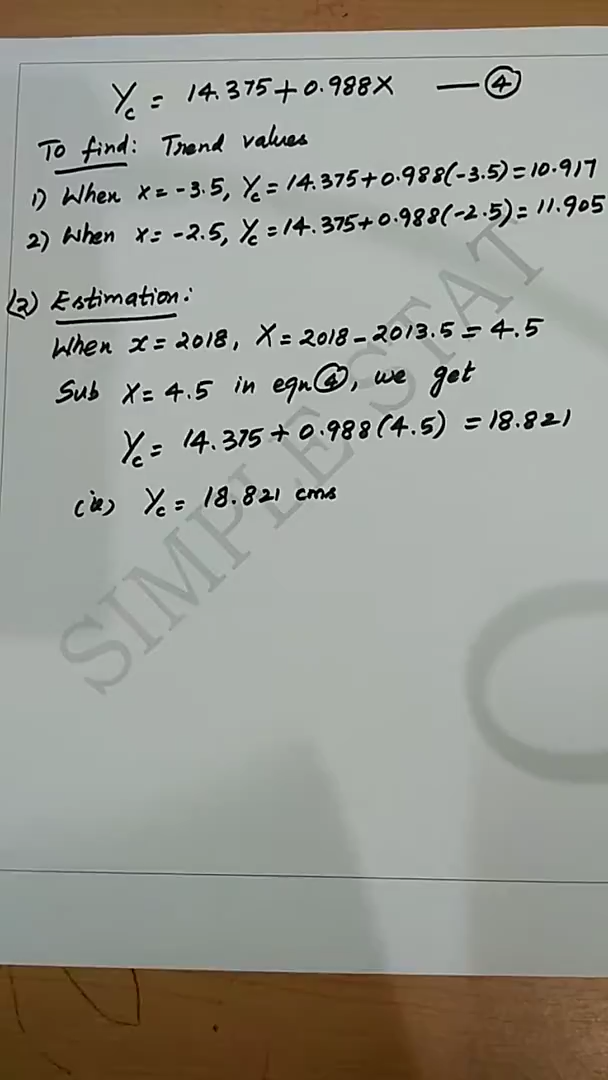 Yc = 14.375+0.988X —④
To find: Trend values
1) When x=-3.5, Yc=14.375+0.988(-3.5)=10.917
2) When x=-2.5, Yc=14.375+0.988(-2.5)=11.905
(2) Estimation:
When x=2018, X=2018-2013.5=4.5
Sub X=4.5 in eqn④, we get
Yc= 14.375+0.988(4.5) =18.821
(ie) Yc= 18.821 cms
SIMPLE STAT